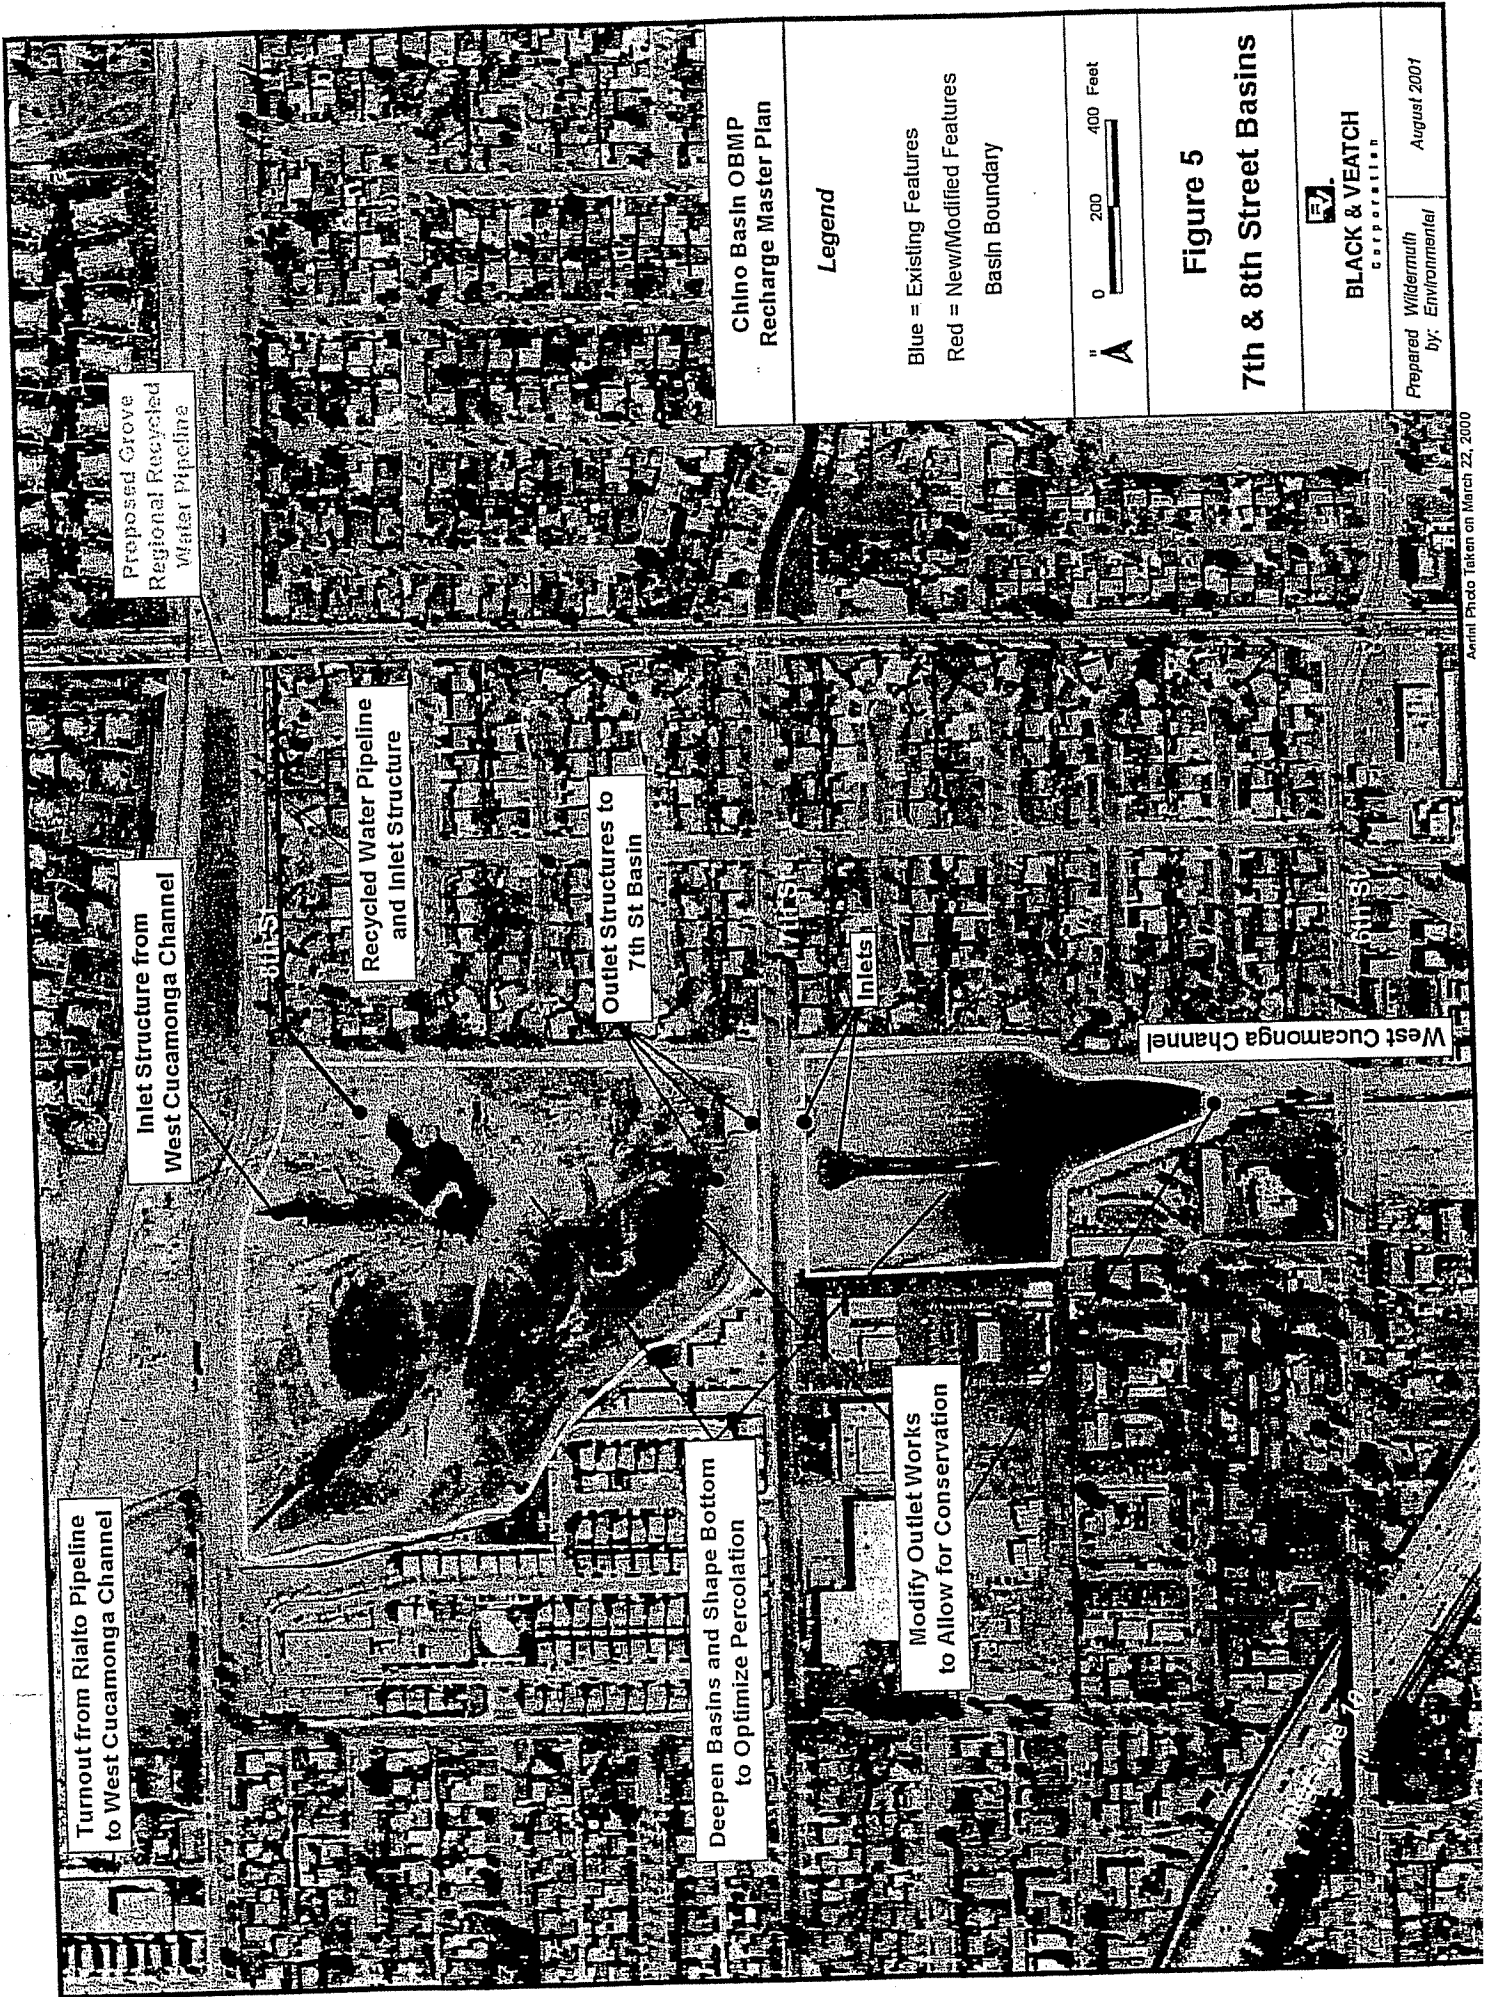 Turnout from Rialto Pipeline
to West Cucamonga Channel
Inlet Structure from
West Cucamonga Channel
Proposed Grove
Regional Recycled
Water Pipeline
8th St
Recycled Water Pipeline
and Inlet Structure
Outlet Structures to
7th St Basin
Deepen Basins and Shape Bottom
to Optimize Percolation
7th St
Inlets
Modify Outlet Works
to Allow for Conservation
West Cucamonga Channel
6th St
Interstate 10
Chino Basin OBMP
Recharge Master Plan
Legend
Blue = Existing Features
Red = New/Modified Features
Basin Boundary
0 200 400 Feet
Figure 5
7th & 8th Street Basins
BLACK & VEATCH
Corporation
Prepared by: Wildermuth Environmental
August 2001
Aerial Photo Taken on March 22, 2000